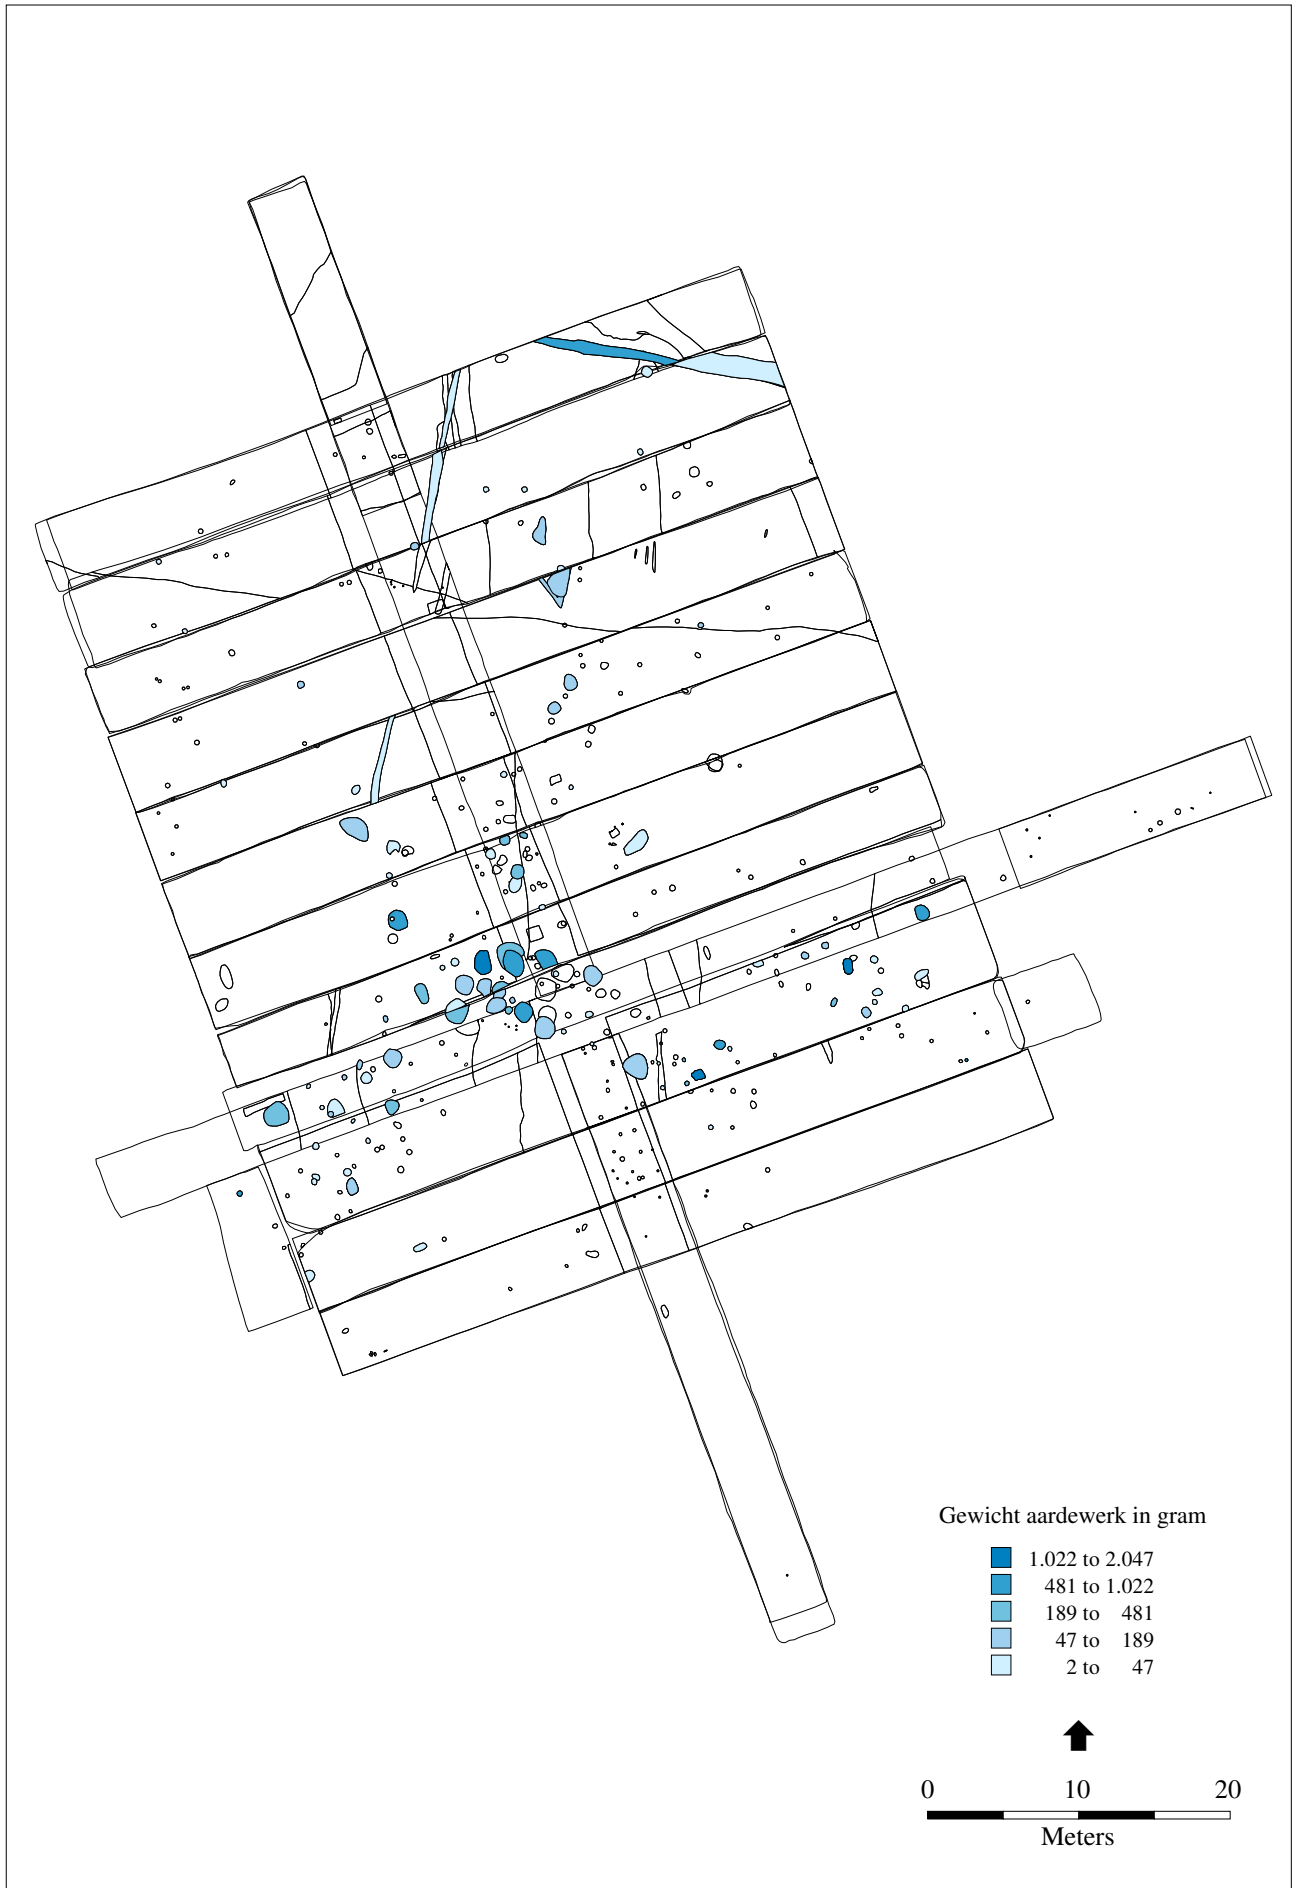 Gewicht aardewerk in gram
1.022 to 2.047
481 to 1.022
189 to 481
47 to 189
2 to 47
0 10 20
Meters